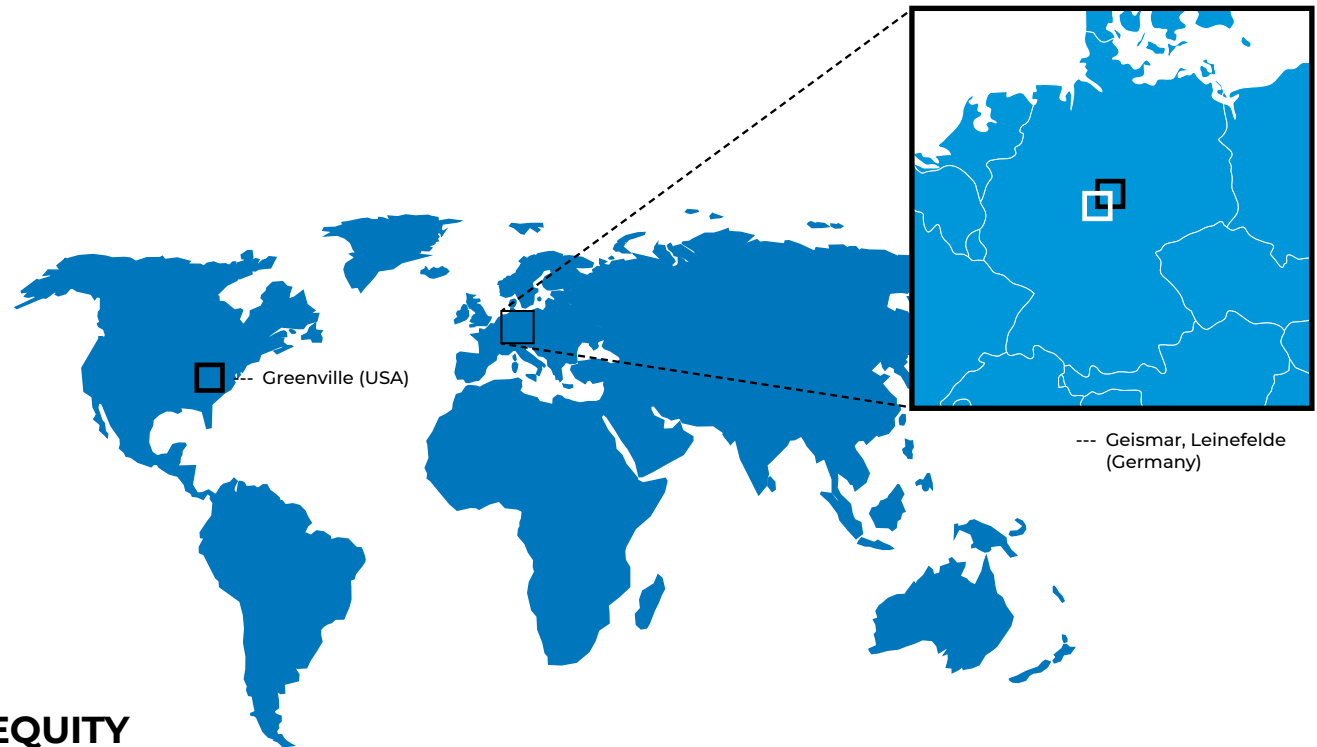 --- Greenville (USA)
--- Geismar, Leinefelde
(Germany)
EQUITY